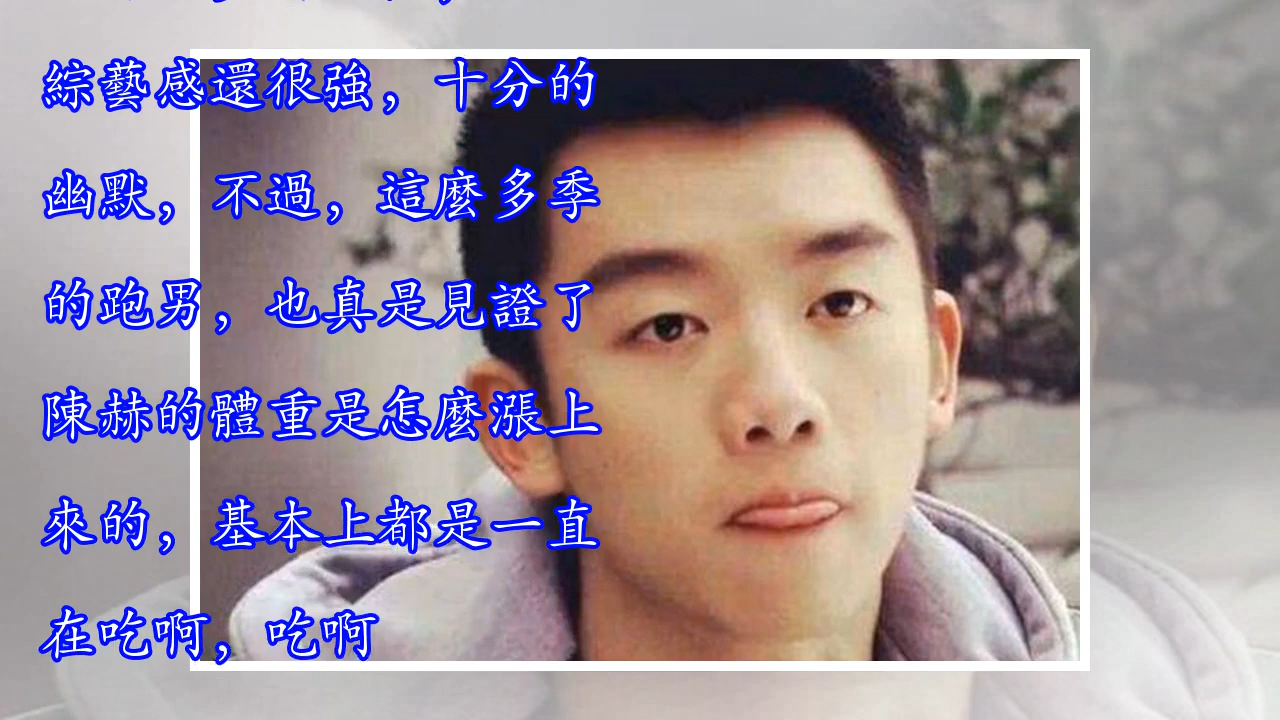 綜藝感還很強，十分的
幽默，不過，這麼多季
的跑男，也真是見證了
陳赫的體重是怎麼漲上
來的，基本上都是一直
在吃啊，吃啊